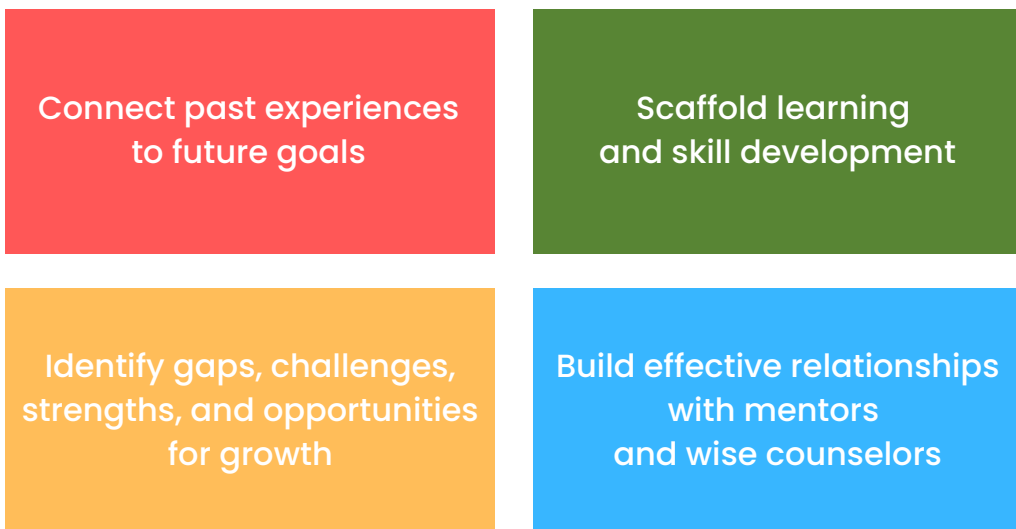 Connect past experiences
to future goals
Scaffold learning
and skill development
Identify gaps, challenges,
strengths, and opportunities
for growth
Build effective relationships
with mentors
and wise counselors